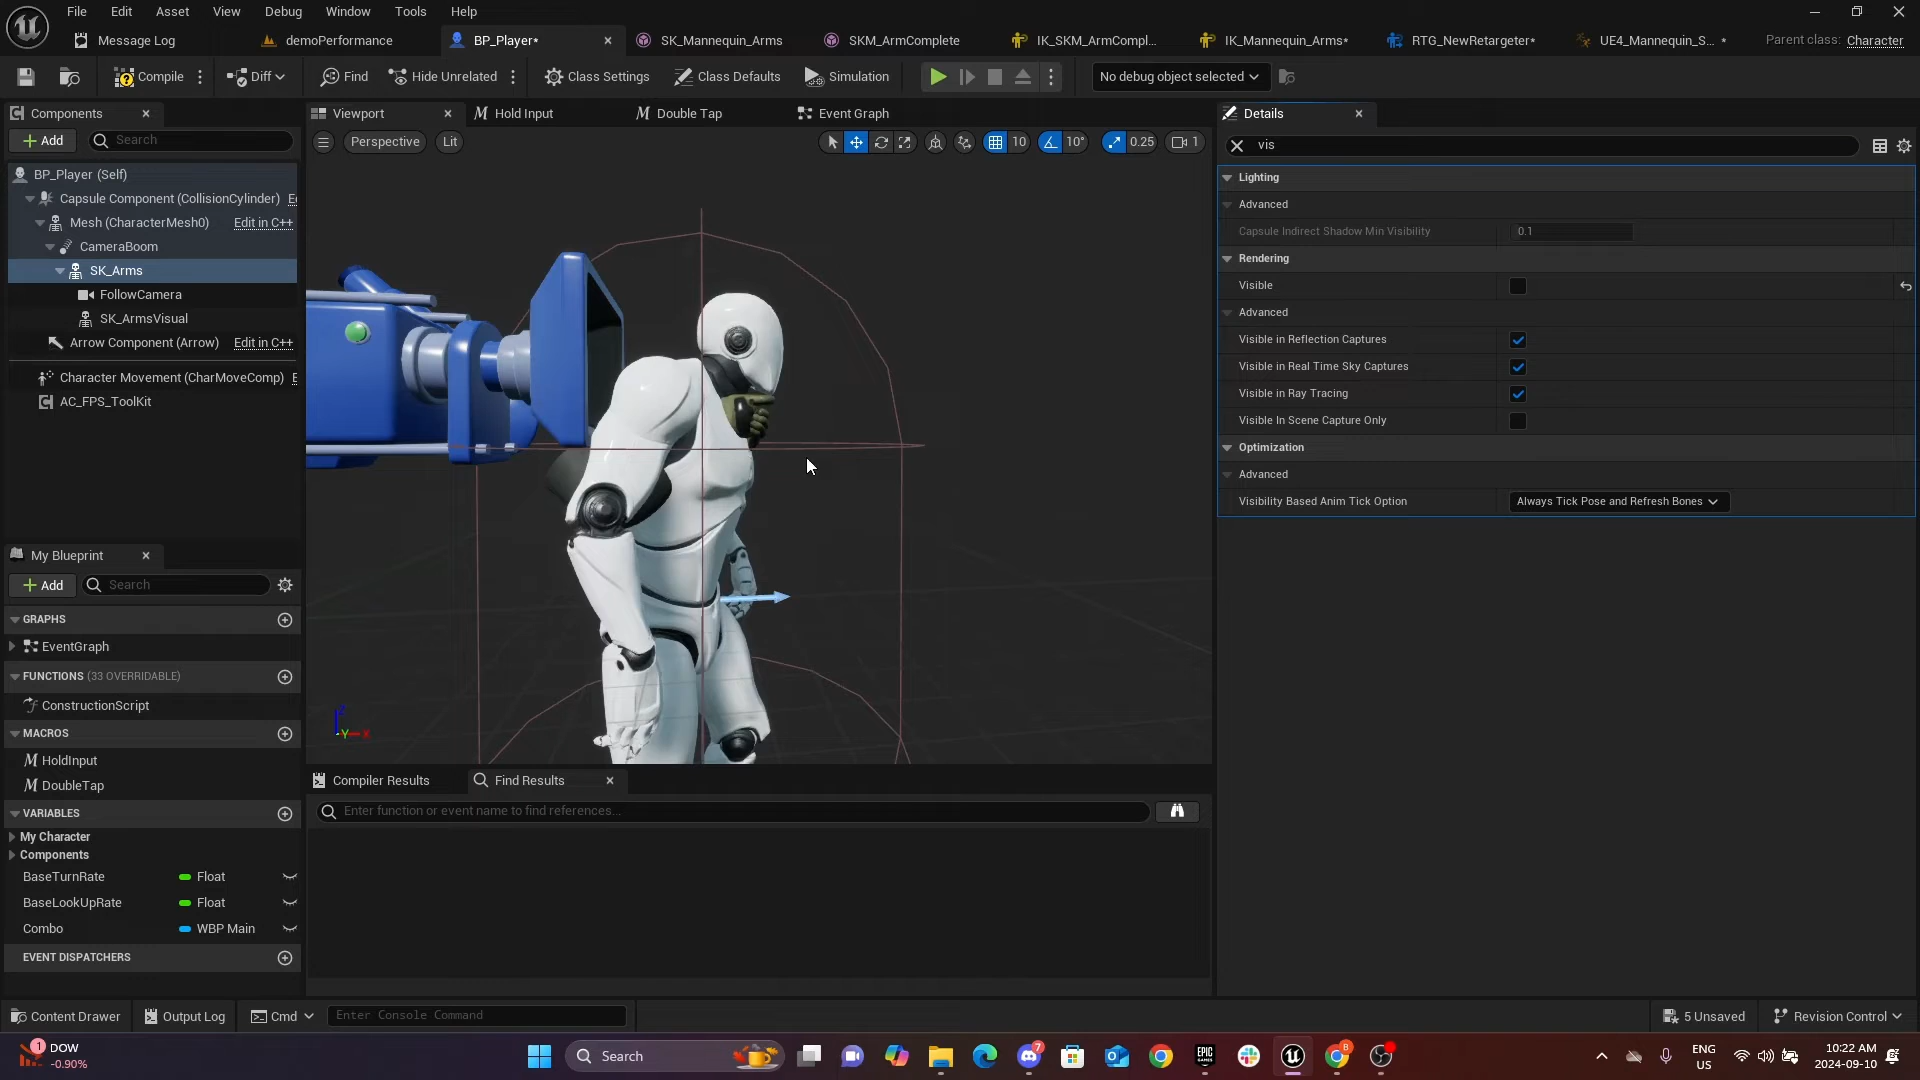 File Edit Asset View Debug Window Tools Help
Message Log demoPerformance BP_Player* SK_Mannequin_Arms SKM_ArmComplete IK_SKM_ArmCompl... IK_Mannequin_Arms* RTG_NewRetargeter* UE4_Mannequin_S... * Parent class: Character
Compile Diff Find Hide Unrelated Class Settings Class Defaults Simulation No debug object selected
Components Viewport Hold Input Double Tap Event Graph Details
Add Search Perspective Lit 10 10° 0.25 1 vis
BP_Player (Self)
Capsule Component (CollisionCylinder) E
Mesh (CharacterMesh0) Edit in C++
CameraBoom
SK_Arms
FollowCamera
SK_ArmsVisual
Arrow Component (Arrow) Edit in C++
Character Movement (CharMoveComp) E
AC_FPS_ToolKit
Lighting
Advanced
Capsule Indirect Shadow Min Visibility 0.1
Rendering
Visible
Advanced
Visible in Reflection Captures
Visible in Real Time Sky Captures
Visible in Ray Tracing
Visible In Scene Capture Only
Optimization
Advanced
Visibility Based Anim Tick Option Always Tick Pose and Refresh Bones
Z
Y X
My Blueprint
Add Search
GRAPHS
EventGraph
FUNCTIONS (33 OVERRIDABLE)
ConstructionScript
MACROS
HoldInput
DoubleTap
VARIABLES
My Character
Components
BaseTurnRate Float
BaseLookUpRate Float
Combo WBP Main
EVENT DISPATCHERS
Compiler Results Find Results
Enter function or event name to find references...
Content Drawer Output Log Cmd Enter Console Command 5 Unsaved Revision Control
1 DOW
-0.90%
Search
7
EPIC GAMES
8
ENG
US
10:22 AM
2024-09-10